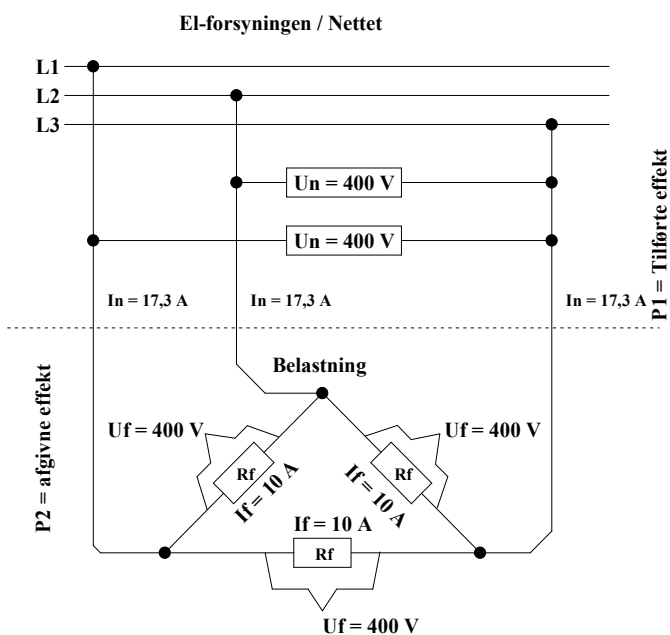 El-forsyningen / Nettet
L1
L2
L3
Un = 400 V
Un = 400 V
P1 = Tilførte effekt
In = 17,3 A
In = 17,3 A
In = 17,3 A
Belastning
P2 = afgivne effekt
Uf = 400 V
Uf = 400 V
Rf
If = 10 A
Rf
If = 10 A
If = 10 A
Rf
Uf = 400 V